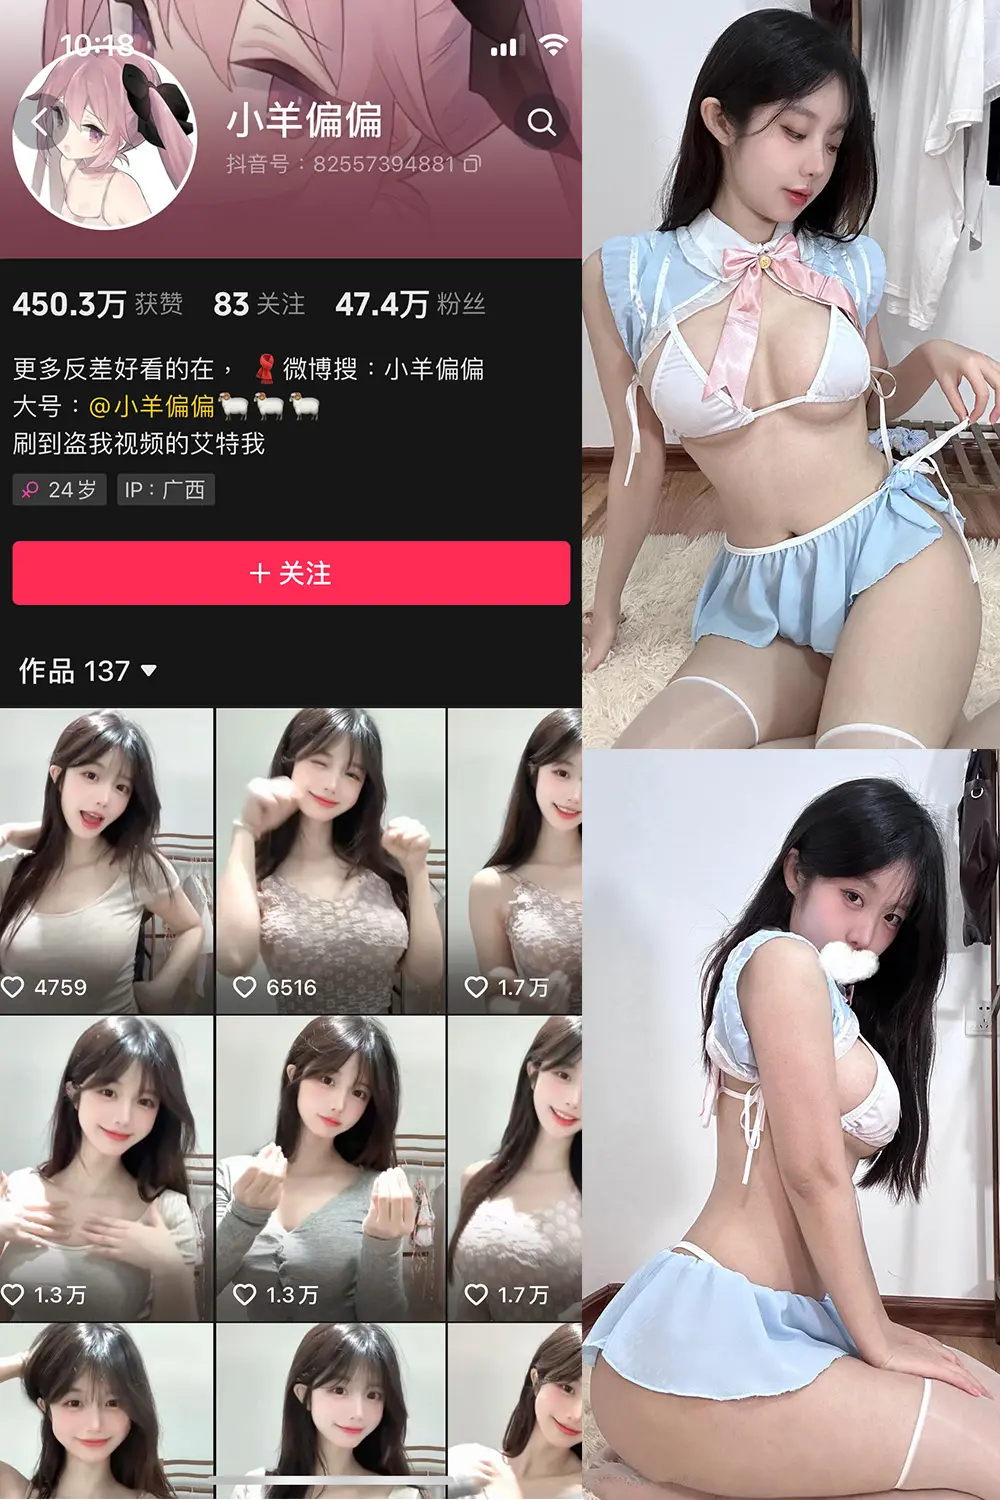 10:18
小羊偏偏
抖音号：82557394881
450.3万 获赞 83 关注 47.4万 粉丝
更多反差好看的在，🧣微博搜：小羊偏偏
大号：@小羊偏偏🐏🐏🐏
刷到盗我视频的艾特我
24岁 IP：广西
+ 关注
作品 137
4759 6516 1.7万
1.3万 1.3万 1.7万